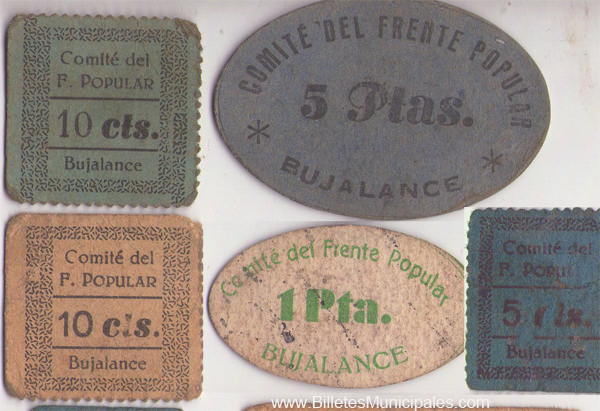 Comité del
F. POPULAR
10 cts.
Bujalance
COMITÉ DEL FRENTE POPULAR
5 Ptas.
* *
BUJALANCE
Comité del
F. POPULAR
10 cts.
Bujalance
Comité del Frente Popular
1 Pta.
BUJALANCE
Comité del
F. POPUL
5 cts.
Bujalance
www.BilletesMunicipales.com